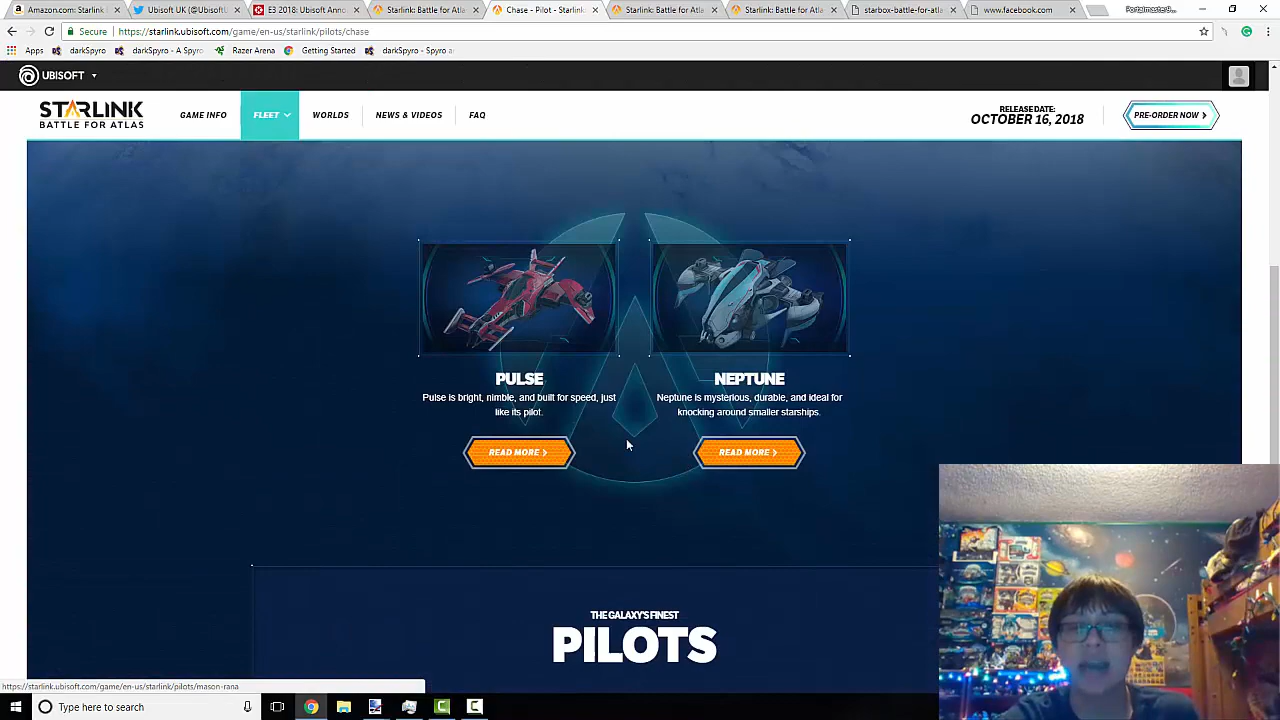 Amazon.com: Starlink
Ubisoft UK (@Ubisoft
E3 2018: Ubisoft Anno
Starlink: Battle for Atla
Chase - Pilot - Starlink
Starlink: Battle for Atla
Starlink: Battle for Atla
starbox-battle-for-atla
www.facebook.com
Portalmaster J...
Secure
https://starlink.ubisoft.com/game/en-us/starlink/pilots/chase
Apps
darkSpyro
darkSpyro - A Spyro
Razer Arena
Getting Started
darkSpyro - Spyro a
UBISOFT
STARLINK
BATTLE FOR ATLAS
GAME INFO
FLEET
WORLDS
NEWS & VIDEOS
FAQ
RELEASE DATE:
OCTOBER 16, 2018
PRE-ORDER NOW
PULSE
Pulse is bright, nimble, and built for speed, just
like its pilot.
READ MORE
NEPTUNE
Neptune is mysterious, durable, and ideal for
knocking around smaller starships.
READ MORE
THE GALAXY'S FINEST
PILOTS
https://starlink.ubisoft.com/game/en-us/starlink/pilots/mason-rana
Type here to search